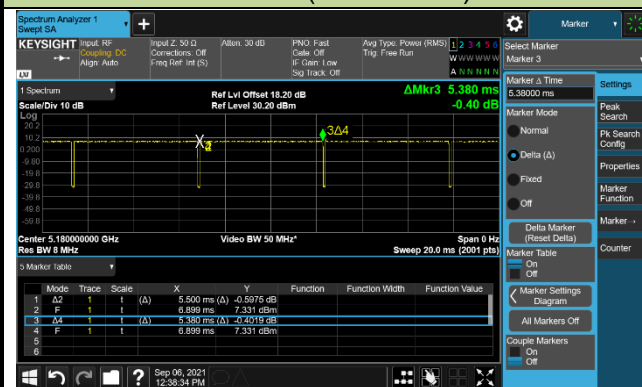 Spectrum Analyzer 1
Swept SA
Marker
KEYSIGHT Input: RF Input Z: 50 Ω Atten: 30 dB PNO: Fast Avg Type: Power (RMS) 1 2 3 4 5 6
Coupling: DC Corrections: Off Gate: Off Trig: Free Run
Align: Auto Freq Ref: Int (S) IF Gain: Low
Sig Track: Off
W W W W W W
A N N N N N
LXI
Select Marker
Marker 3
1 Spectrum Ref Lvl Offset 18.20 dB ΔMkr3 5.380 ms
Scale/Div 10 dB Ref Level 30.20 dBm -0.40 dB
Log
20.2
10.2
0.200
-9.80
-19.8
-29.8
-39.8
-49.8
-59.8
3Δ4
Center 5.180000000 GHz Video BW 50 MHz* Span 0 Hz
Res BW 8 MHz Sweep 20.0 ms (2001 pts)
5 Marker Table
Mode Trace Scale X Y Function Function Width Function Value
1 Δ2 1 t (Δ) 5.500 ms (Δ) -0.5975 dB
2 F 1 t 6.899 ms 7.331 dBm
3 Δ4 1 t (Δ) 5.380 ms (Δ) -0.4019 dB
4 F 1 t 6.899 ms 7.331 dBm
5
6
Sep 06, 2021
12:38:34 PM
Marker Δ Time
5.38000 ms
Marker Mode
Normal
Delta (Δ)
Fixed
Off
Delta Marker
(Reset Delta)
Marker Table
On
Off
Marker Settings
Diagram
All Markers Off
Couple Markers
On
Off
Settings
Peak
Search
Pk Search
Config
Properties
Marker
Function
Marker→
Counter